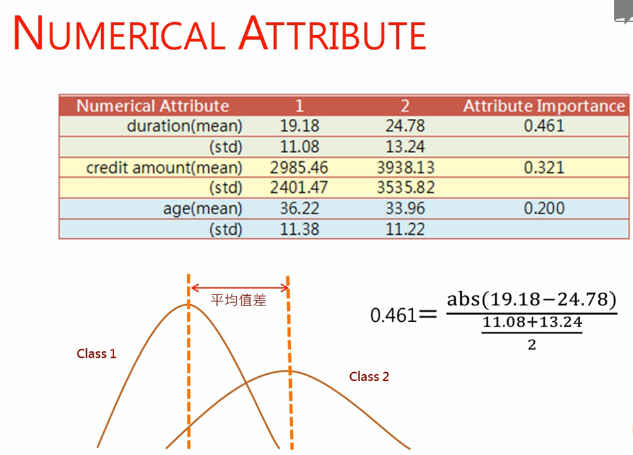 NUMERICAL ATTRIBUTE
Numerical Attribute 1 2 Attribute Importance
duration(mean) 19.18 24.78 0.461
(std) 11.08 13.24
credit amount(mean) 2985.46 3938.13 0.321
(std) 2401.47 3535.82
age(mean) 36.22 33.96 0.200
(std) 11.38 11.22
平均值差
Class 1
Class 2
0.461=
abs(19.18−24.78)
11.08+13.24
2